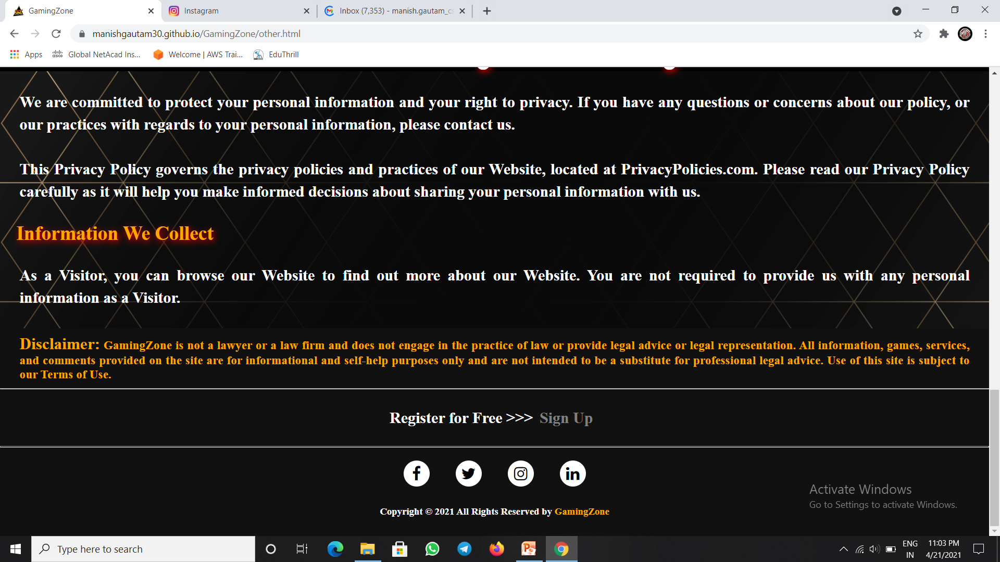 GamingZone
Instagram
Inbox (7,353) - manish.gautam_cs
manishgautam30.github.io/GamingZone/other.html
Apps
cisco
Global NetAcad Ins...
Welcome | AWS Trai...
EduThrill
We are committed to protect your personal information and your right to privacy. If you have any questions or concerns about our policy, or
our practices with regards to your personal information, please contact us.
This Privacy Policy governs the privacy policies and practices of our Website, located at PrivacyPolicies.com. Please read our Privacy Policy
carefully as it will help you make informed decisions about sharing your personal information with us.
Information We Collect
As a Visitor, you can browse our Website to find out more about our Website. You are not required to provide us with any personal
information as a Visitor.
Disclaimer: GamingZone is not a lawyer or a law firm and does not engage in the practice of law or provide legal advice or legal representation. All information, games, services,
and comments provided on the site are for informational and self-help purposes only and are not intended to be a substitute for professional legal advice. Use of this site is subject to
our Terms of Use.
Register for Free >>> Sign Up
Activate Windows
Go to Settings to activate Windows.
Copyright © 2021 All Rights Reserved by GamingZone
Type here to search
ENG
IN
11:03 PM
4/21/2021